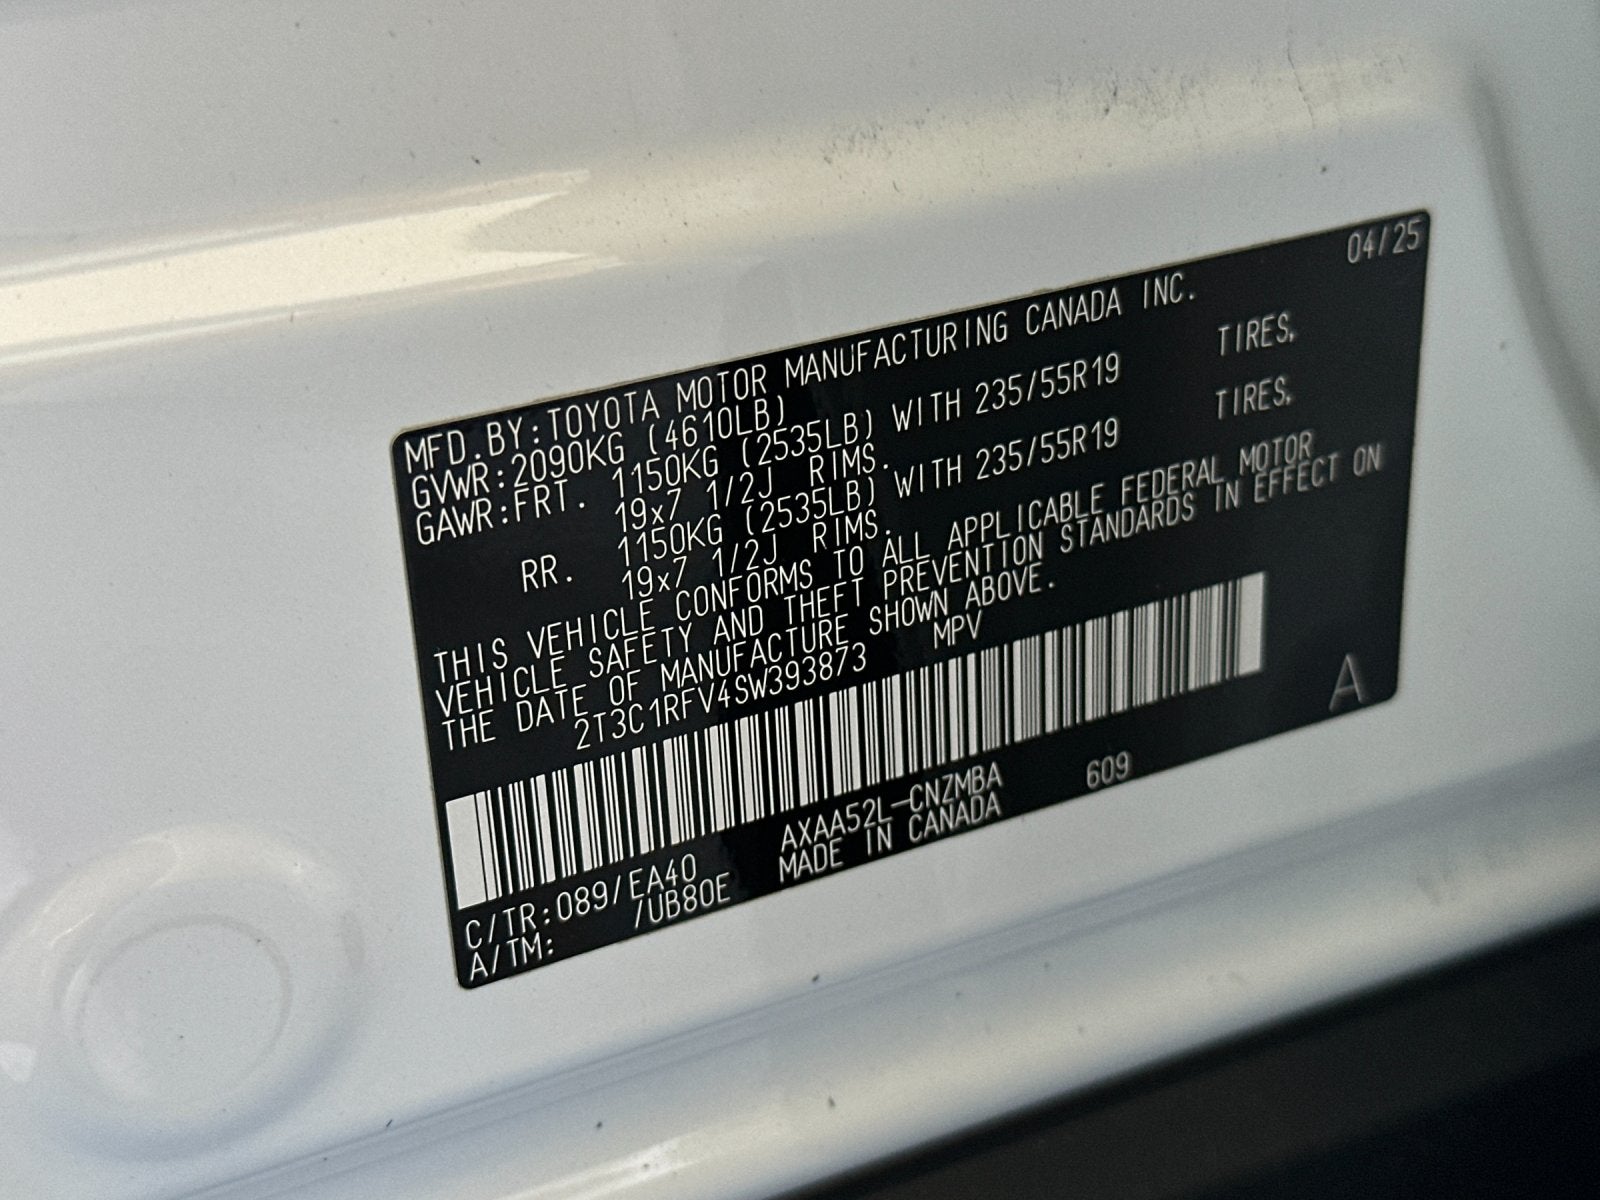 04/25
MFD.BY:TOYOTA MOTOR MANUFACTURING CANADA INC.
GVWR:2090KG (4610LB)
GAWR:FRT. 1150KG (2535LB) WITH 235/55R19 TIRES,
19x7 1/2J RIMS.
RR. 1150KG (2535LB) WITH 235/55R19 TIRES,
19x7 1/2J RIMS.
THIS VEHICLE CONFORMS TO ALL APPLICABLE FEDERAL MOTOR
VEHICLE SAFETY AND THEFT PREVENTION STANDARDS IN EFFECT ON
THE DATE OF MANUFACTURE SHOWN ABOVE.
2T3C1RFV4SW393873 MPV
A
C/TR:089/EA40 AXAA52L-CNZMBA 609
A/TM: /UB80E MADE IN CANADA